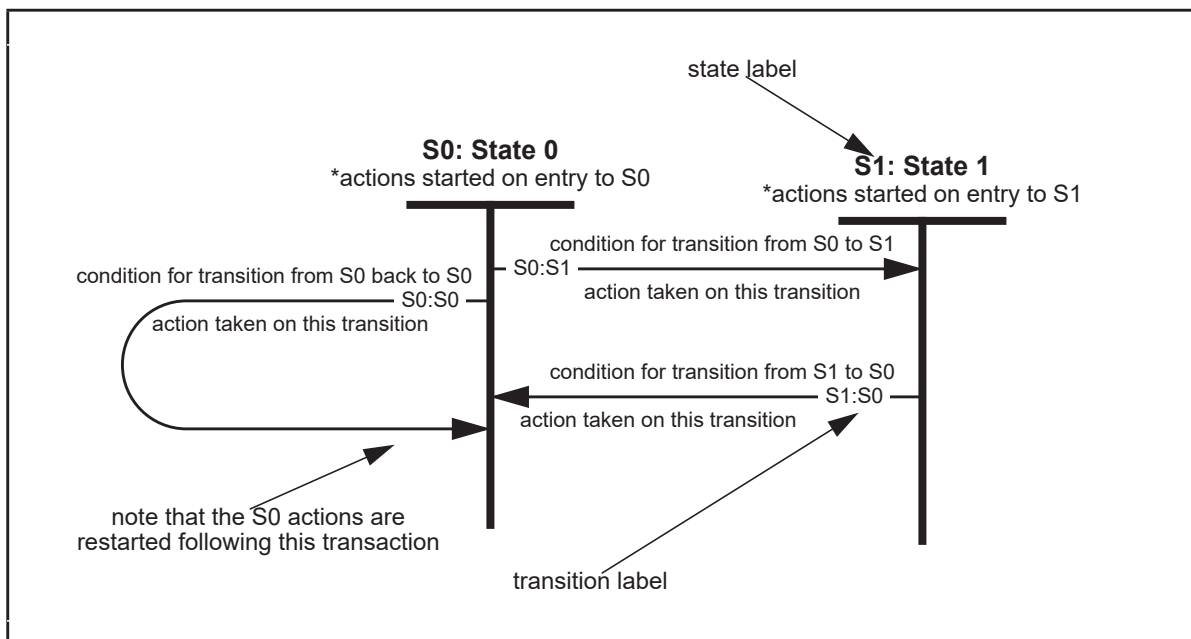 state label
S0: State 0
*actions started on entry to S0
S1: State 1
*actions started on entry to S1
condition for transition from S0 to S1
S0:S1
action taken on this transition
condition for transition from S0 back to S0
S0:S0
action taken on this transition
condition for transition from S1 to S0
S1:S0
action taken on this transition
note that the S0 actions are
restarted following this transaction
transition label